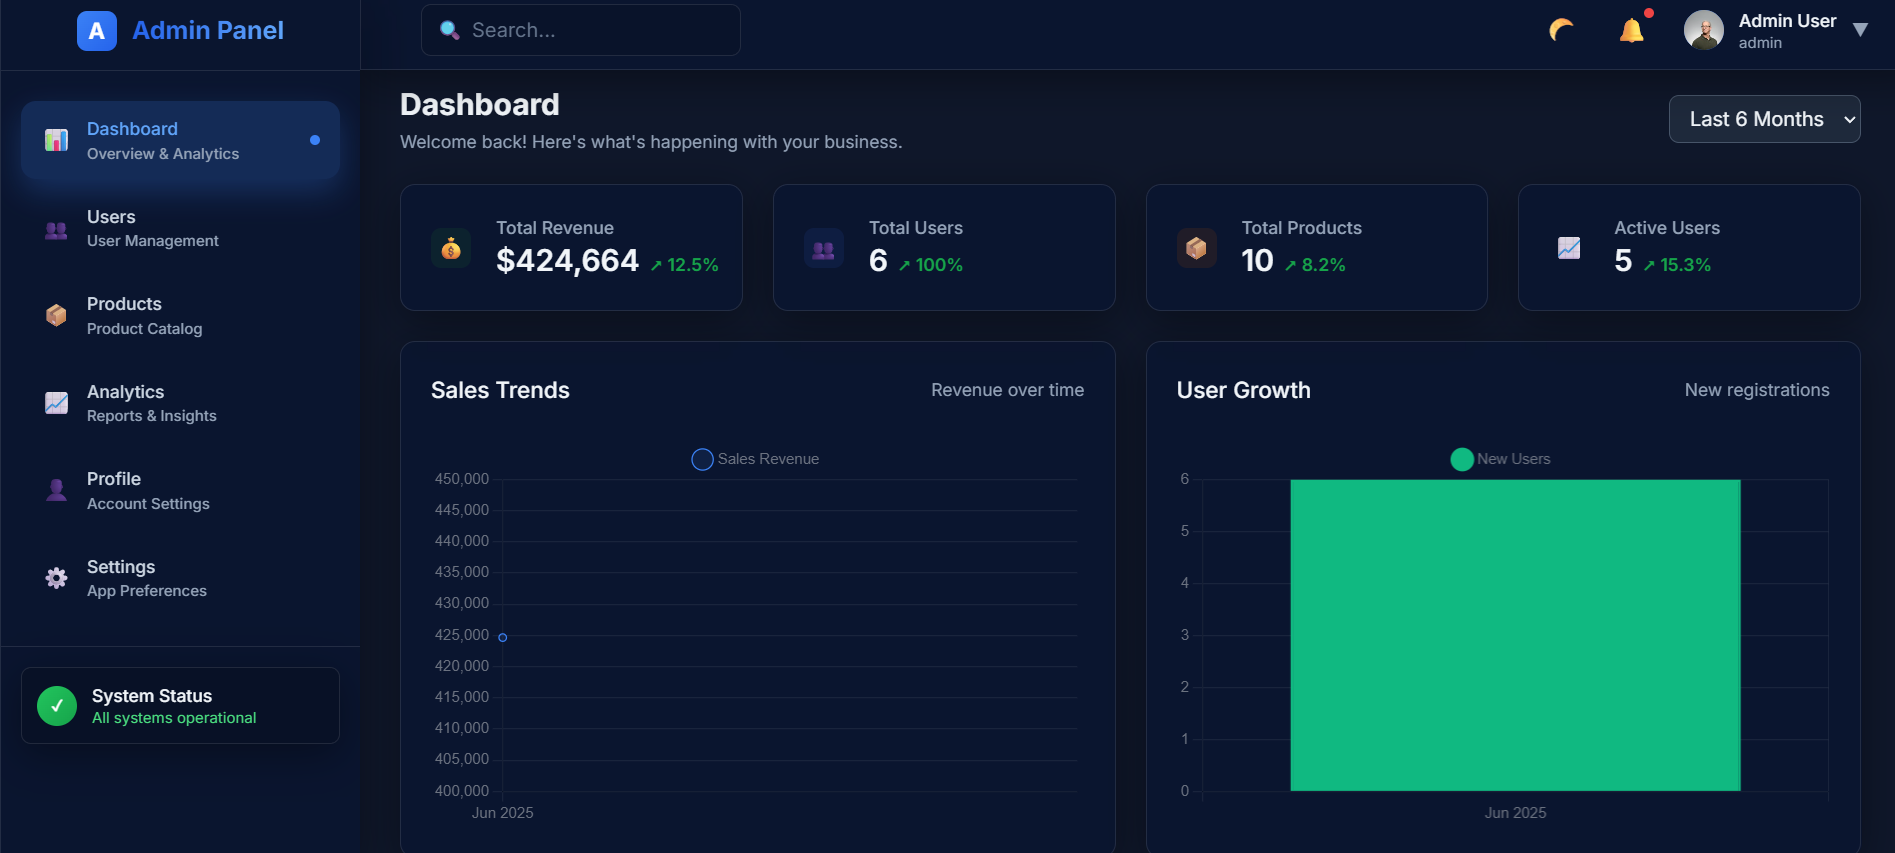 A Admin Panel
Search...
Admin User
admin
Dashboard
Overview & Analytics
Users
User Management
Products
Product Catalog
Analytics
Reports & Insights
Profile
Account Settings
Settings
App Preferences
System Status
All systems operational
Dashboard
Welcome back! Here's what's happening with your business.
Last 6 Months
Total Revenue
$424,664 ↗ 12.5%
Total Users
6 ↗ 100%
Total Products
10 ↗ 8.2%
Active Users
5 ↗ 15.3%
Sales Trends
Revenue over time
Sales Revenue
450,000
445,000
440,000
435,000
430,000
425,000
420,000
415,000
410,000
405,000
400,000
Jun 2025
User Growth
New registrations
New Users
6
5
4
3
2
1
0
Jun 2025